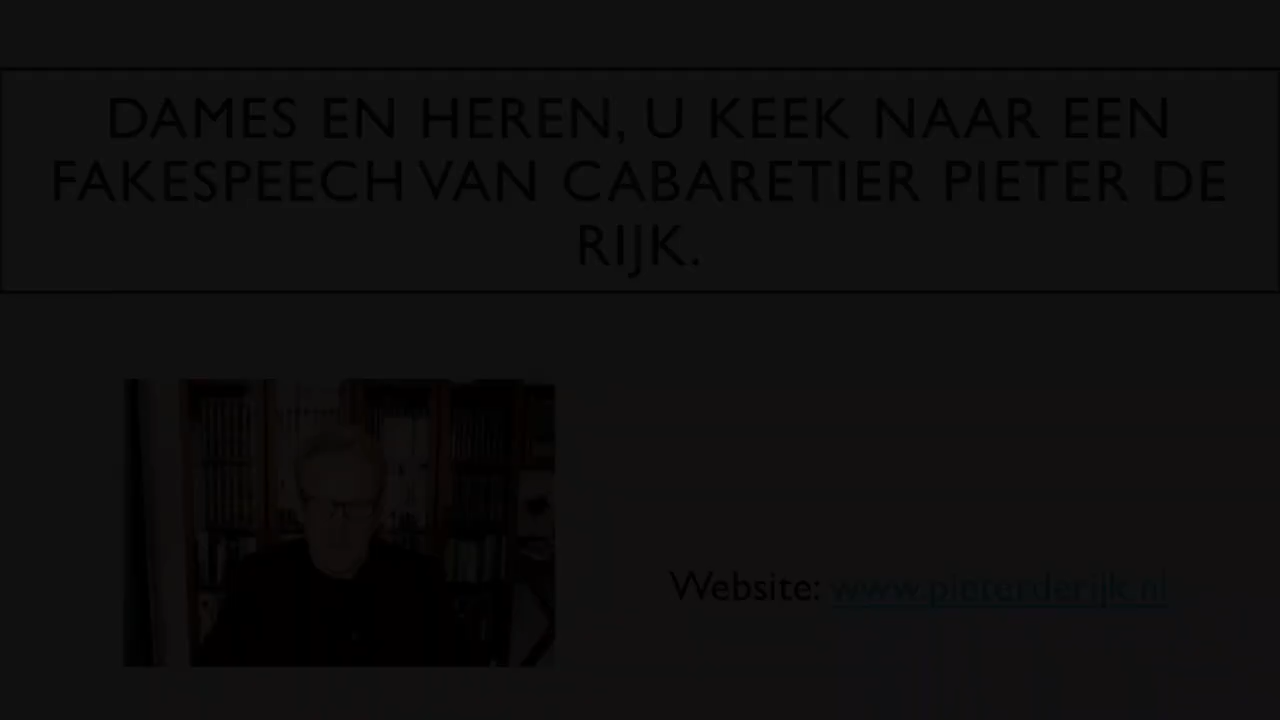 DAMES EN HEREN, U KEEK NAAR EEN
FAKESPEECH VAN CABARETIER PIETER DE
RIJK.
Website: www.pieterderijk.nl